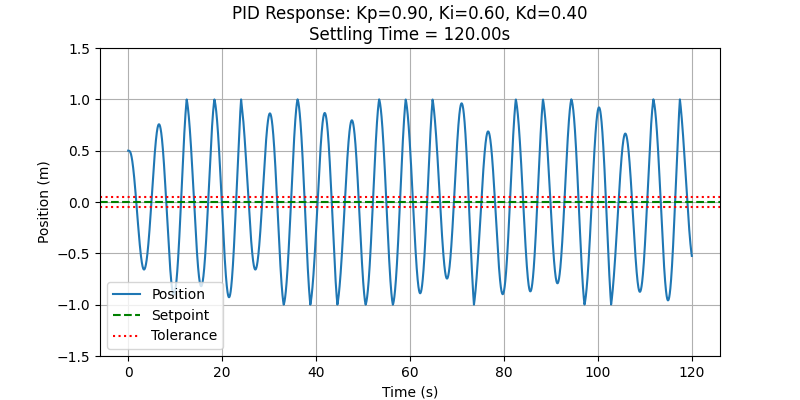 PID Response: Kp=0.90, Ki=0.60, Kd=0.40
Settling Time = 120.00s
1.5
1.0
0.5
0.0
−0.5
−1.0
−1.5
Position (m)
Position
Setpoint
Tolerance
0
20
40
60
80
100
120
Time (s)